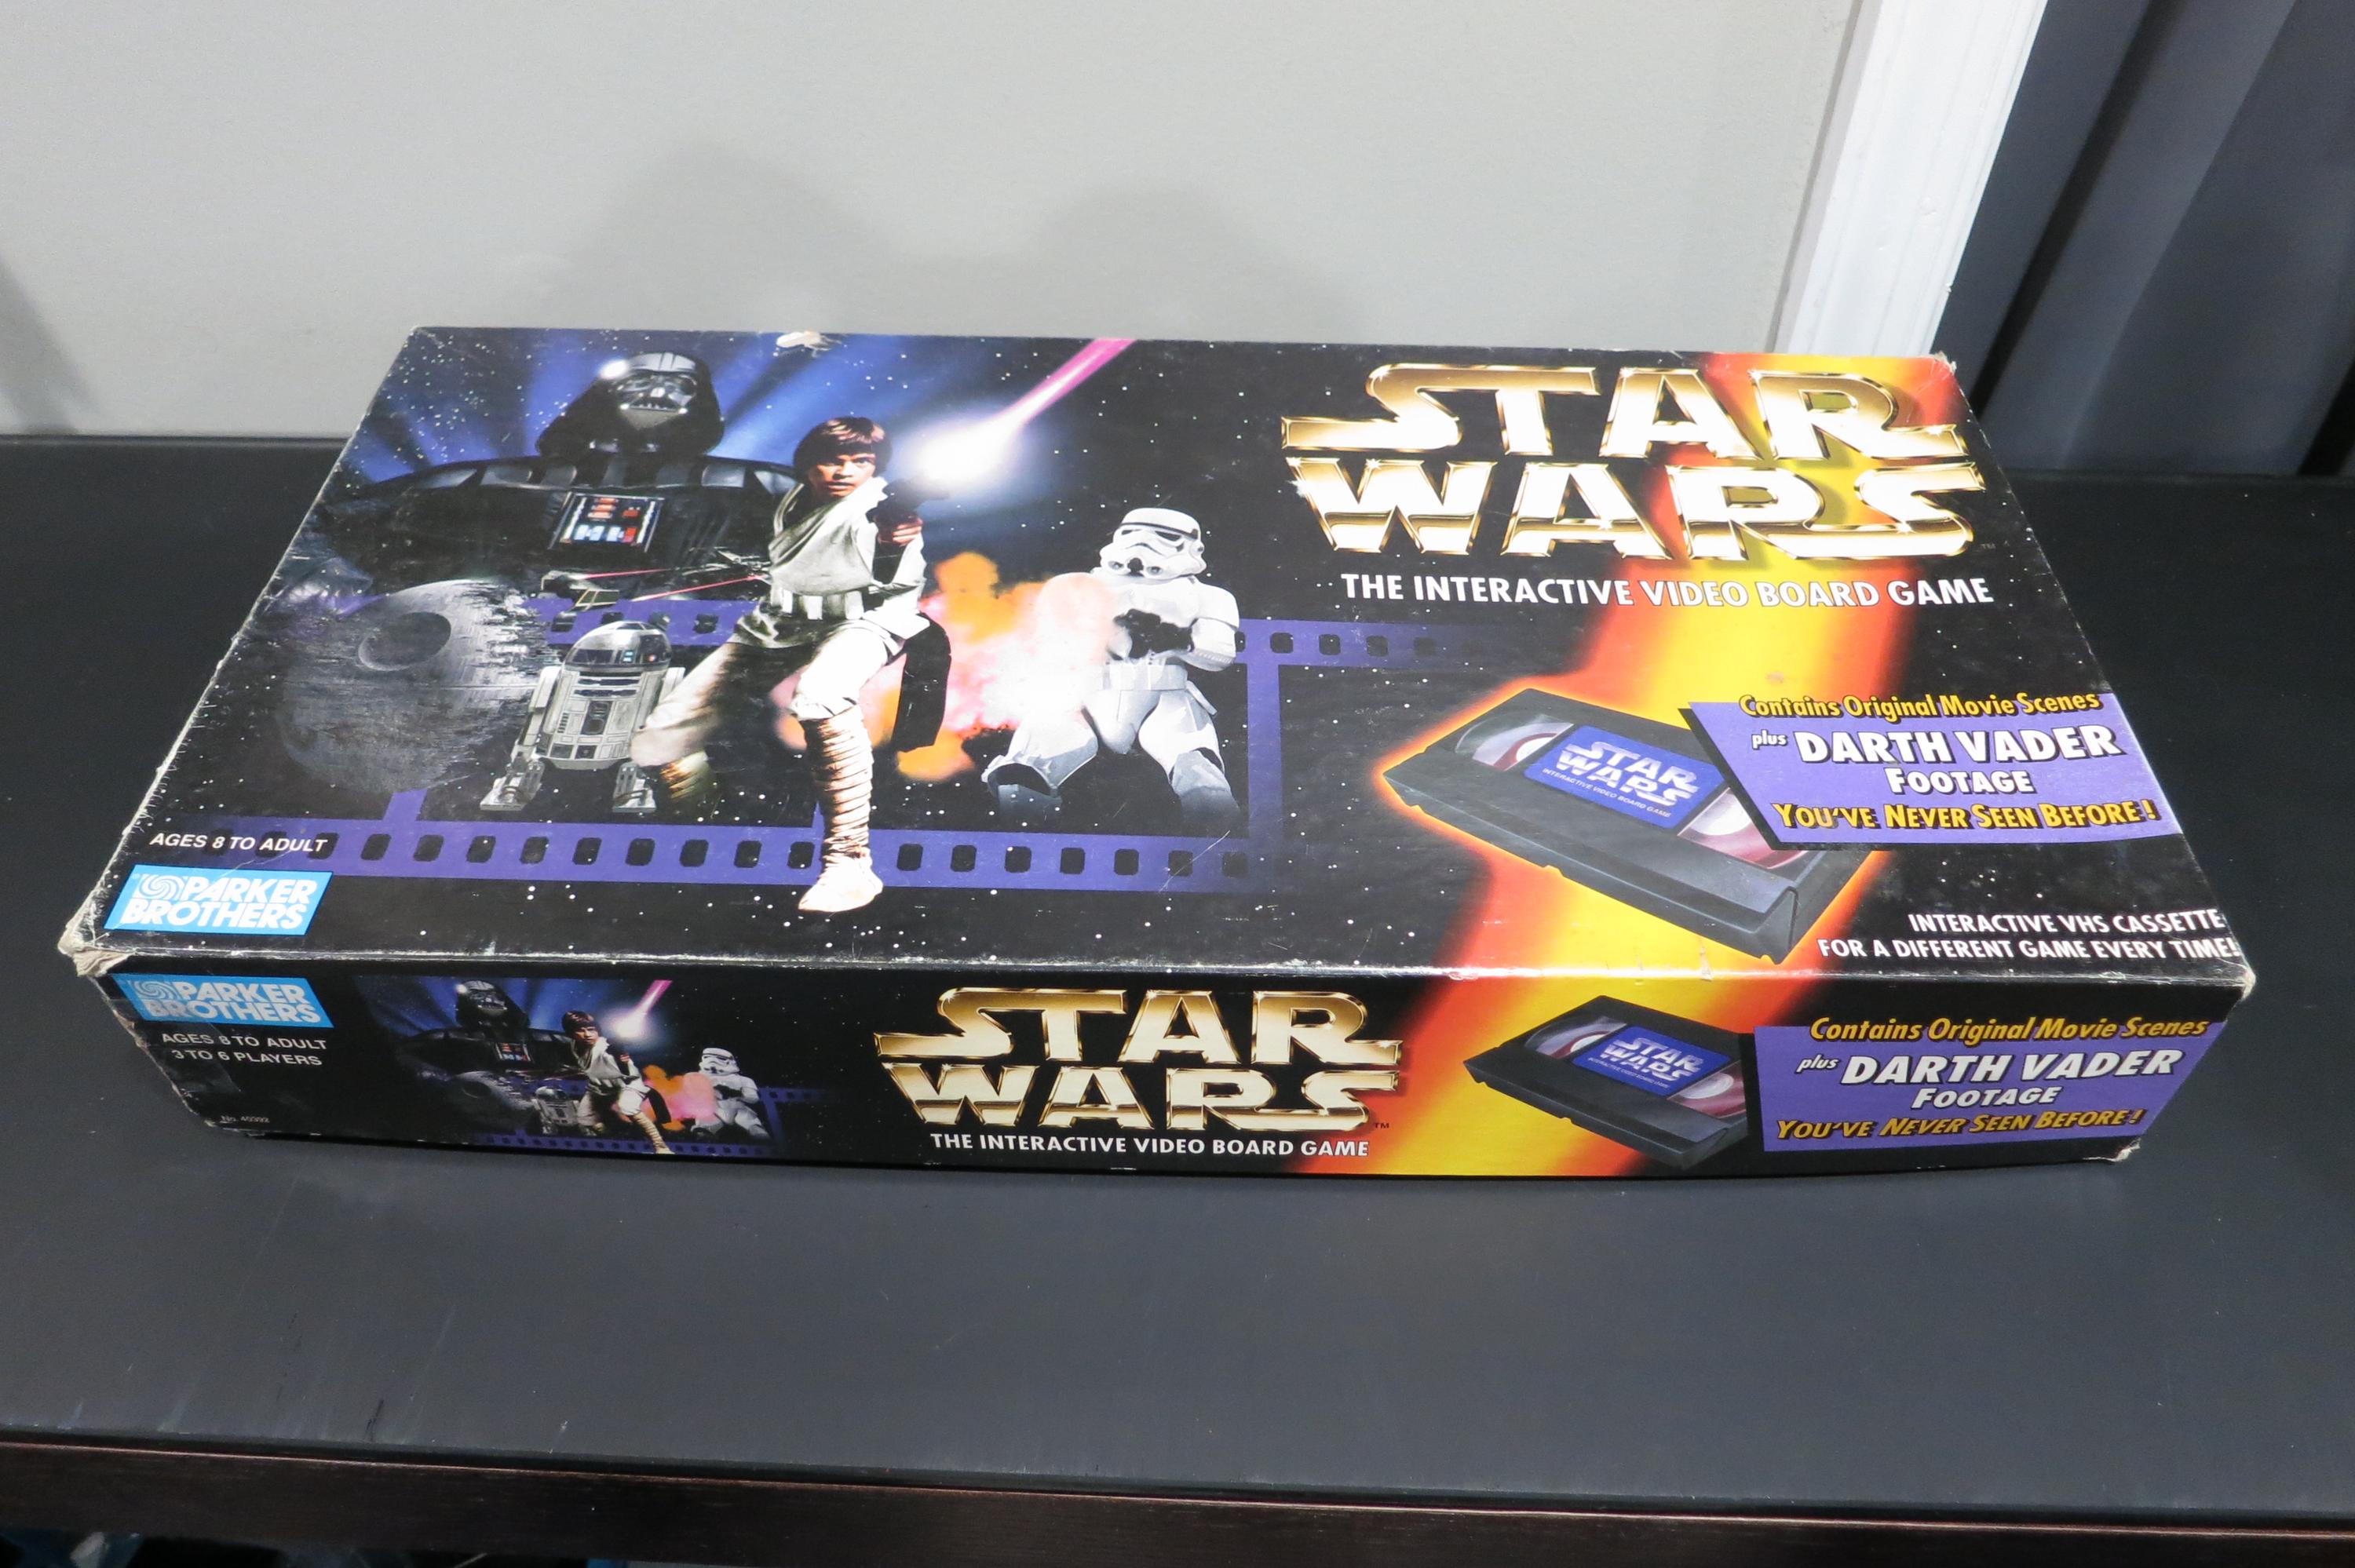 STAR
WARS
THE INTERACTIVE VIDEO BOARD GAME
Contains Original Movie Scenes
plus DARTH VADER
FOOTAGE
YOU'VE NEVER SEEN BEFORE!
STAR
WARS
INTERACTIVE VIDEO BOARD GAME
AGES 8 TO ADULT
PARKER
BROTHERS
INTERACTIVE VHS CASSETTE
FOR A DIFFERENT GAME EVERY TIME!
PARKER
BROTHERS
AGES 8 TO ADULT
3 TO 6 PLAYERS
STAR
WARS™
THE INTERACTIVE VIDEO BOARD GAME
STAR
WARS
Contains Original Movie Scenes
plus DARTH VADER
FOOTAGE
YOU'VE NEVER SEEN BEFORE!